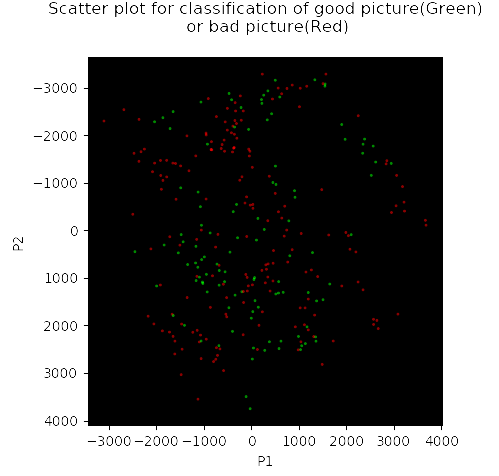 Scatter plot for classification of good picture(Green)
or bad picture(Red)
−3000
−2000
−1000
0
1000
2000
3000
4000
P2
−3000 −2000 −1000 0 1000 2000 3000 4000
P1